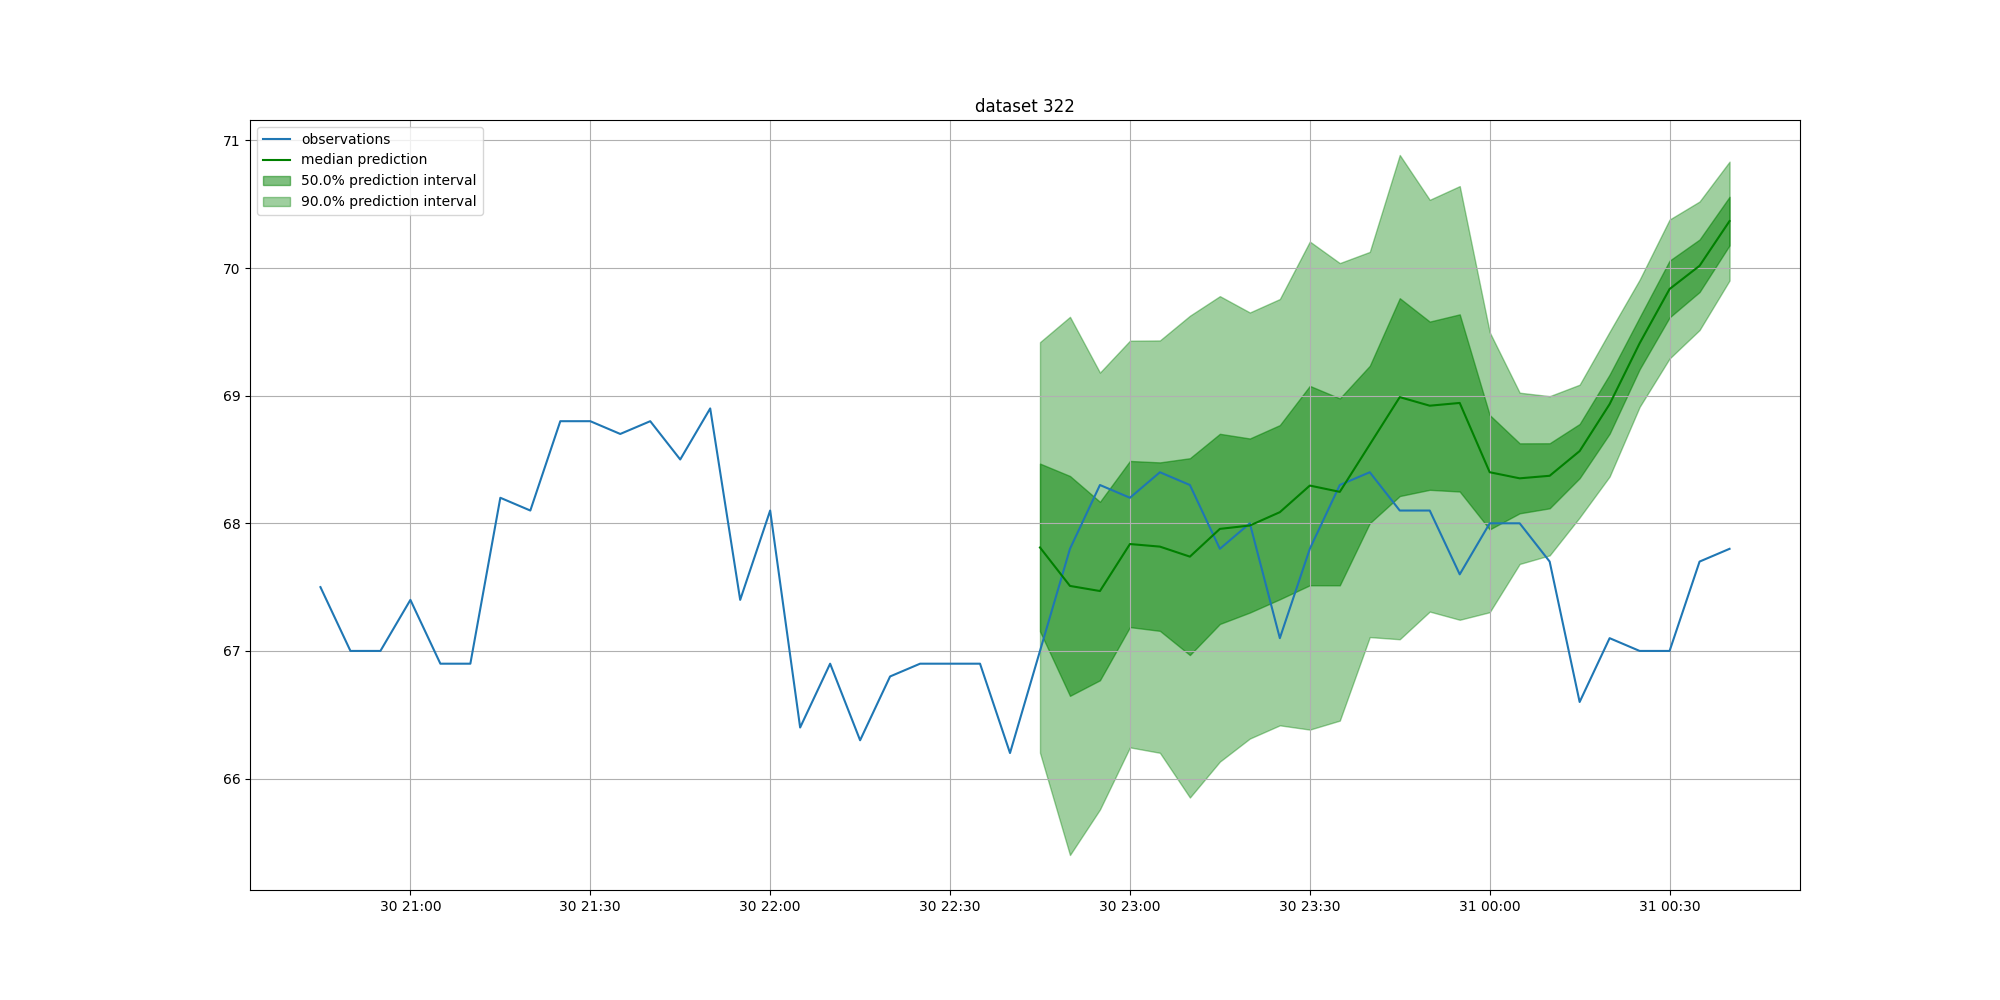 dataset 322
observations
median prediction
50.0% prediction interval
90.0% prediction interval
71
70
69
68
67
66
30 21:00
30 21:30
30 22:00
30 22:30
30 23:00
30 23:30
31 00:00
31 00:30